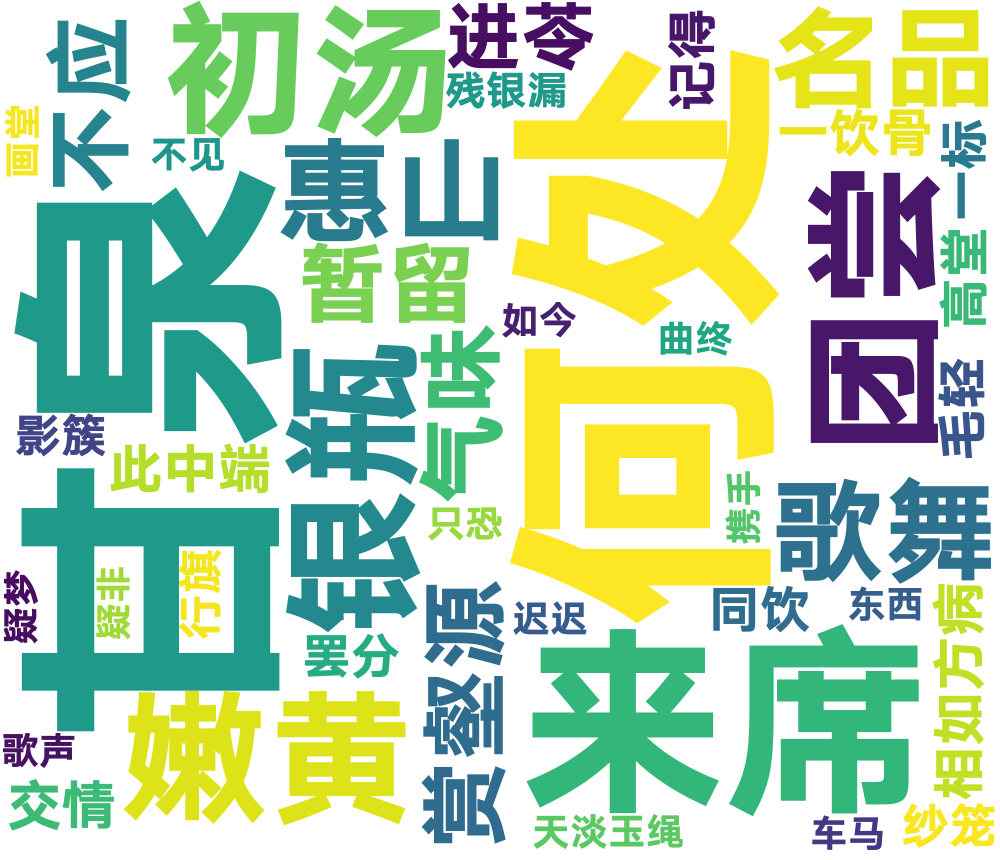 初汤
进苓
残银漏
记得
名品
一饮骨
一标
不应
画堂
不见
惠山
暂留
甘泉
何处
团尝
高堂
如今
曲终
毛轻
银瓶
气味
影簇
此中端
只恐
携手
歌舞
行旗
疑非
疑梦
罢分
赏壑源
迟迟
同饮
东西
相如方病
来席
嫩黄
歌声
交情
天淡玉绳
车马
纱笼